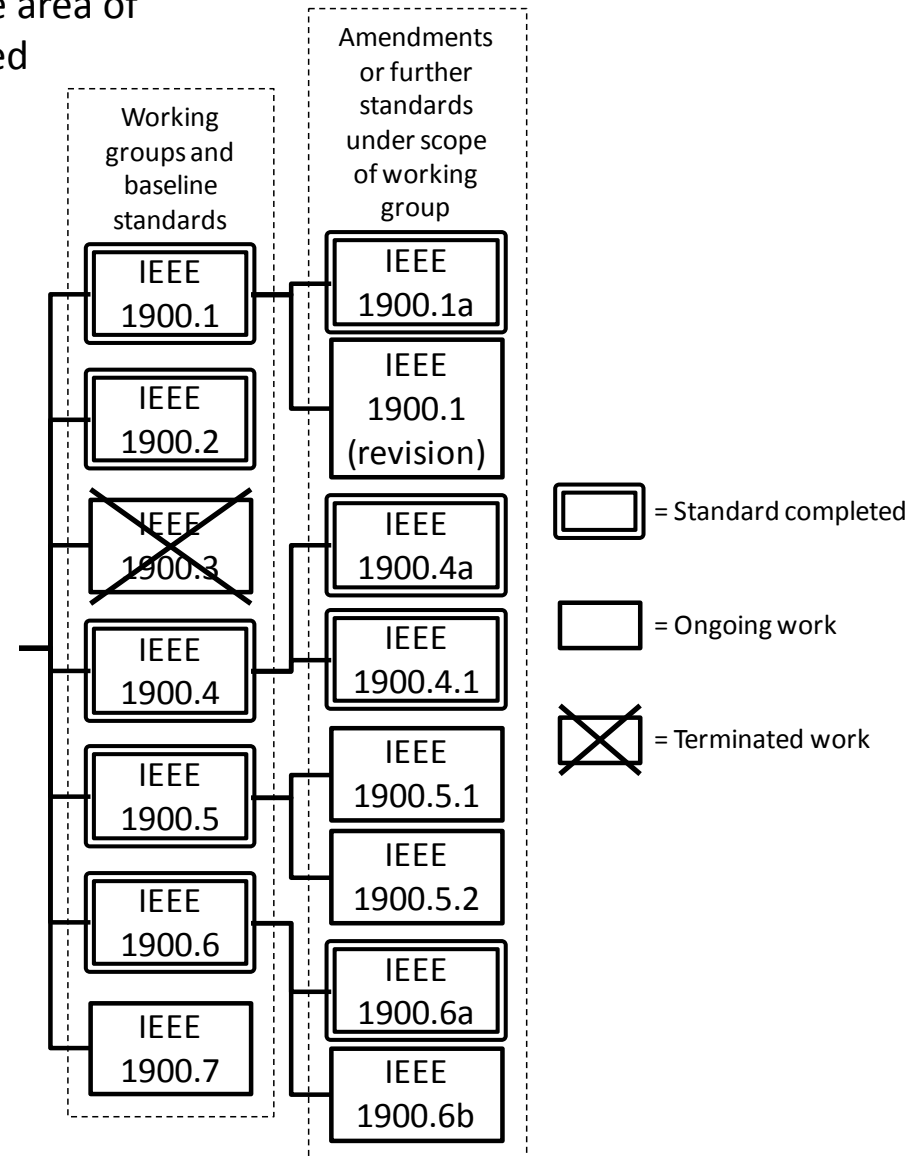 e area of
ed
Working
groups and
baseline
standards
IEEE
1900.1
IEEE
1900.2
IEEE
1900.3
IEEE
1900.4
IEEE
1900.5
IEEE
1900.6
IEEE
1900.7
Amendments
or further
standards
under scope
of working
group
IEEE
1900.1a
IEEE
1900.1
(revision)
IEEE
1900.4a
IEEE
1900.4.1
IEEE
1900.5.1
IEEE
1900.5.2
IEEE
1900.6a
IEEE
1900.6b
= Standard completed
= Ongoing work
= Terminated work